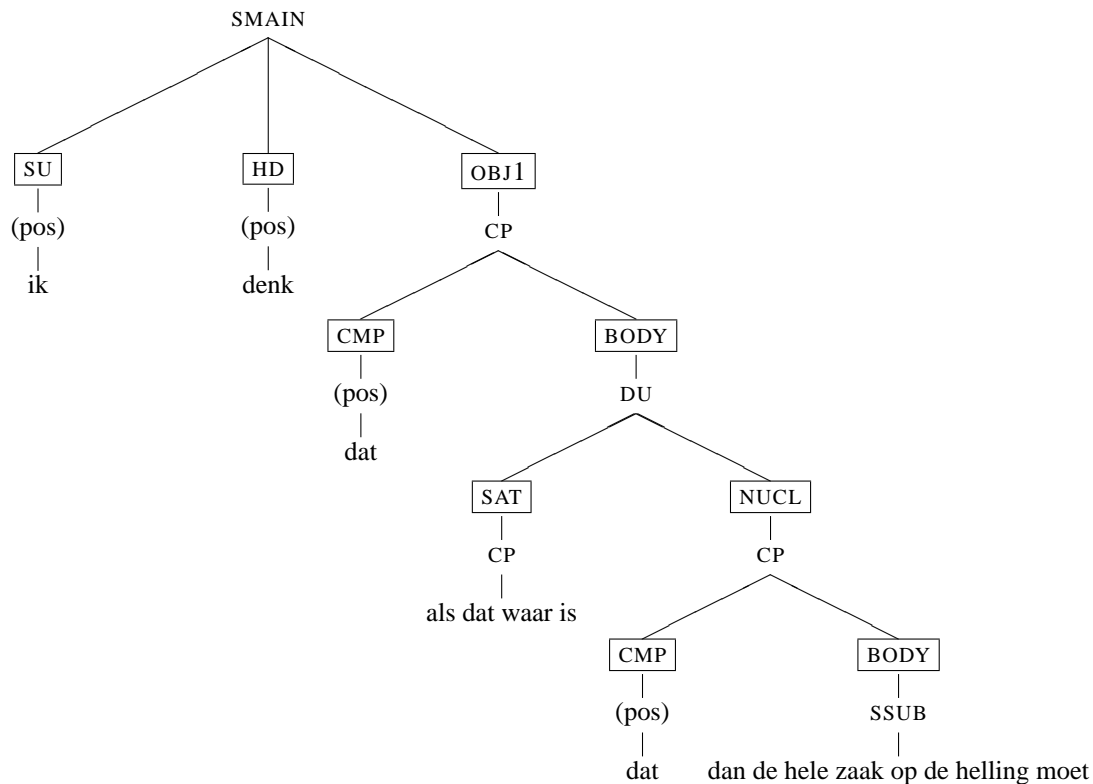 SMAIN
SU HD OBJ1
(pos) (pos) CP
ik denk
CMP BODY
(pos) DU
dat
SAT NUCL
CP CP
als dat waar is
CMP BODY
(pos) SSUB
dat dan de hele zaak op de helling moet